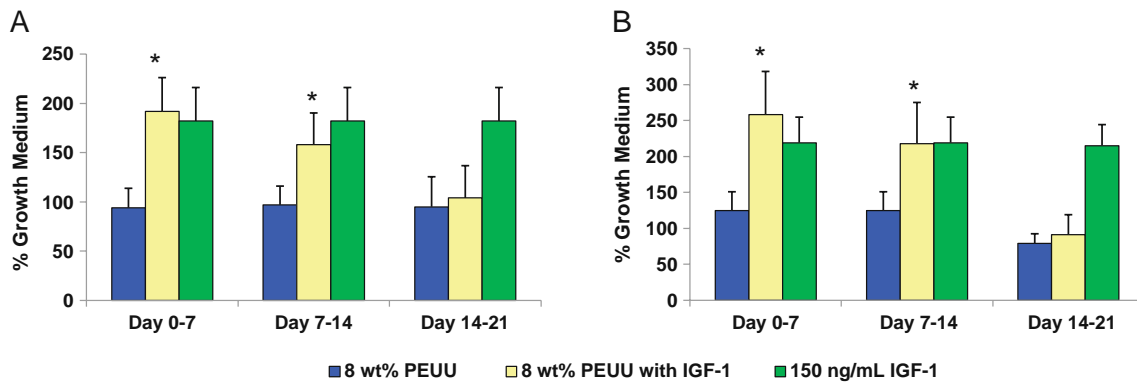 A
250
200
150
100
50
0
% Growth Medium
*
*
Day 0-7
Day 7-14
Day 14-21
B
350
300
250
200
150
100
50
0
% Growth Medium
*
*
Day 0-7
Day 7-14
Day 14-21
8 wt% PEUU
8 wt% PEUU with IGF-1
150 ng/mL IGF-1